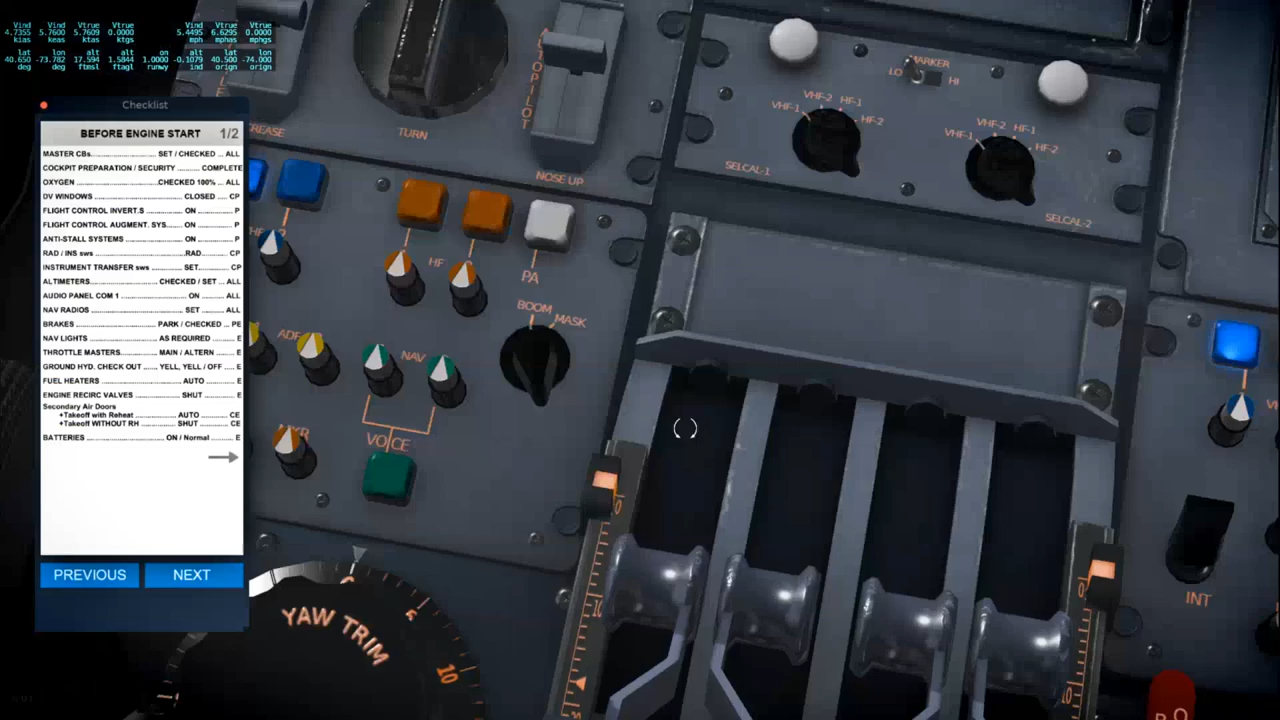 Vind Vind Vtrue Vtrue Vind Vtrue Vtrue
4.7355 5.7600 5.7609 0.0000 5.4495 6.6295 0.0000
kias keas ktas ktgs mph mphas mphgs
lat lon alt alt on alt lat lon
40.650 -73.782 17.594 1.5844 1.0000 -0.1079 40.500 -74.000
deg deg ftmsl ftagl runwy ind orign orign
Checklist
BEFORE ENGINE START 1/2
MASTER CBs SET / CHECKED ALL
COCKPIT PREPARATION / SECURITY COMPLETE
OXYGEN CHECKED 100% ALL
DV WINDOWS CLOSED CP
FLIGHT CONTROL INVERT.S ON P
FLIGHT CONTROL AUGMENT. SYS ON P
ANTI-STALL SYSTEMS ON P
RAD / INS sws RAD CP
INSTRUMENT TRANSFER sws SET CP
ALTIMETERS CHECKED / SET ALL
AUDIO PANEL COM 1 ON ALL
NAV RADIOS SET ALL
BRAKES PARK / CHECKED PE
NAV LIGHTS AS REQUIRED E
THROTTLE MASTERS MAIN / ALTERN E
GROUND HYD. CHECK OUT YELL, YELL / OFF E
FUEL HEATERS AUTO E
ENGINE RECIRC VALVES SHUT E
Secondary Air Doors
+Takeoff with Reheat AUTO CE
+Takeoff WITHOUT RH SHUT CE
BATTERIES ON / Normal E
PREVIOUS NEXT
TURN
AUTOPILOT
NOSE UP
MARKER
LO HI
VHF-1 VHF-2 HF-1 HF-2
SELCAL-1
VHF-1 VHF-2 HF-1 HF-2
SELCAL-2
HF
PA
BOOM MASK
ADF
NAV
VOICE
MKR
YAW TRIM
10
INT